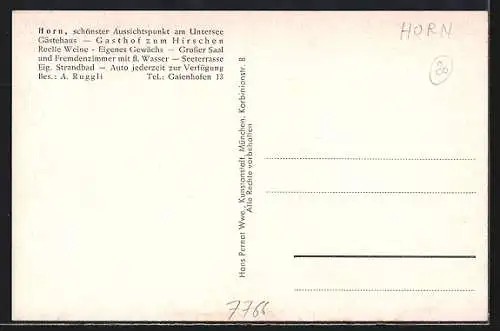 Horn, schönster Aussichtspunkt am Untersee
Gästehaus — Gasthof zum Hirschen
Reelle Weine - Eigenes Gewächs — Großer Saal
und Fremdenzimmer mit fl. Wasser — Seeterrasse
Eig. Strandbad — Auto jederzeit zur Verfügung
Bes.: A. Ruggli Tel.: Gaienhofen 13
HORN
80
Hans Pernat Wwe., Kunstanstalt, München, Korbinianstr. 8
Alle Rechte vorbehalten
7766